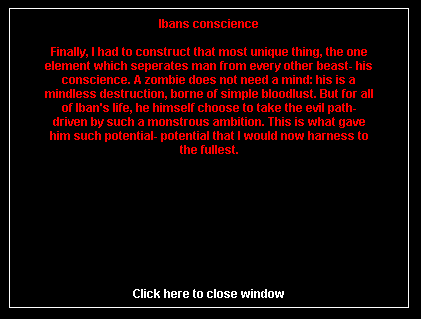 Ibans conscience
Finally, I had to construct that most unique thing, the one
element which seperates man from every other beast- his
conscience. A zombie does not need a mind: his is a
mindless destruction, borne of simple bloodlust. But for all
of Iban's life, he himself choose to take the evil path-
driven by such a monstrous ambition. This is what gave
him such potential- potential that I would now harness to
the fullest.
Click here to close window